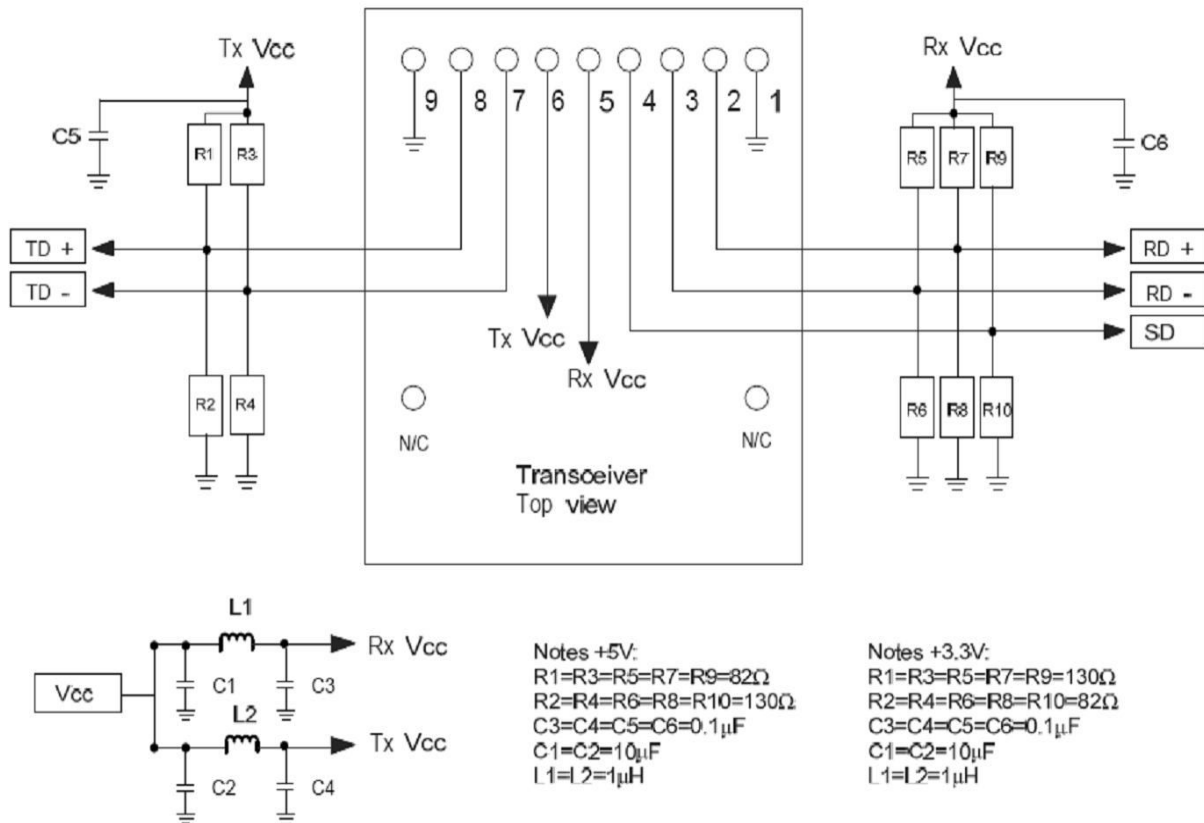 Tx Vcc
Rx Vcc
9 8 7 6 5 4 3 2 1
C5
R1 R3
R5 R7 R9
C6
TD +
RD +
TD -
RD -
SD
Tx Vcc
Rx Vcc
R2 R4
R6 R8 R10
N/C
N/C
Transceiver
Top view
L1
Rx Vcc
C1
C3
Vcc
L2
Tx Vcc
C2
C4
Notes +5V:
R1=R3=R5=R7=R9=82Ω
R2=R4=R6=R8=R10=130Ω
C3=C4=C5=C6=0.1µF
C1=C2=10µF
L1=L2=1µH
Notes +3.3V:
R1=R3=R5=R7=R9=130Ω
R2=R4=R6=R8=R10=82Ω
C3=C4=C5=C6=0.1µF
C1=C2=10µF
L1=L2=1µH